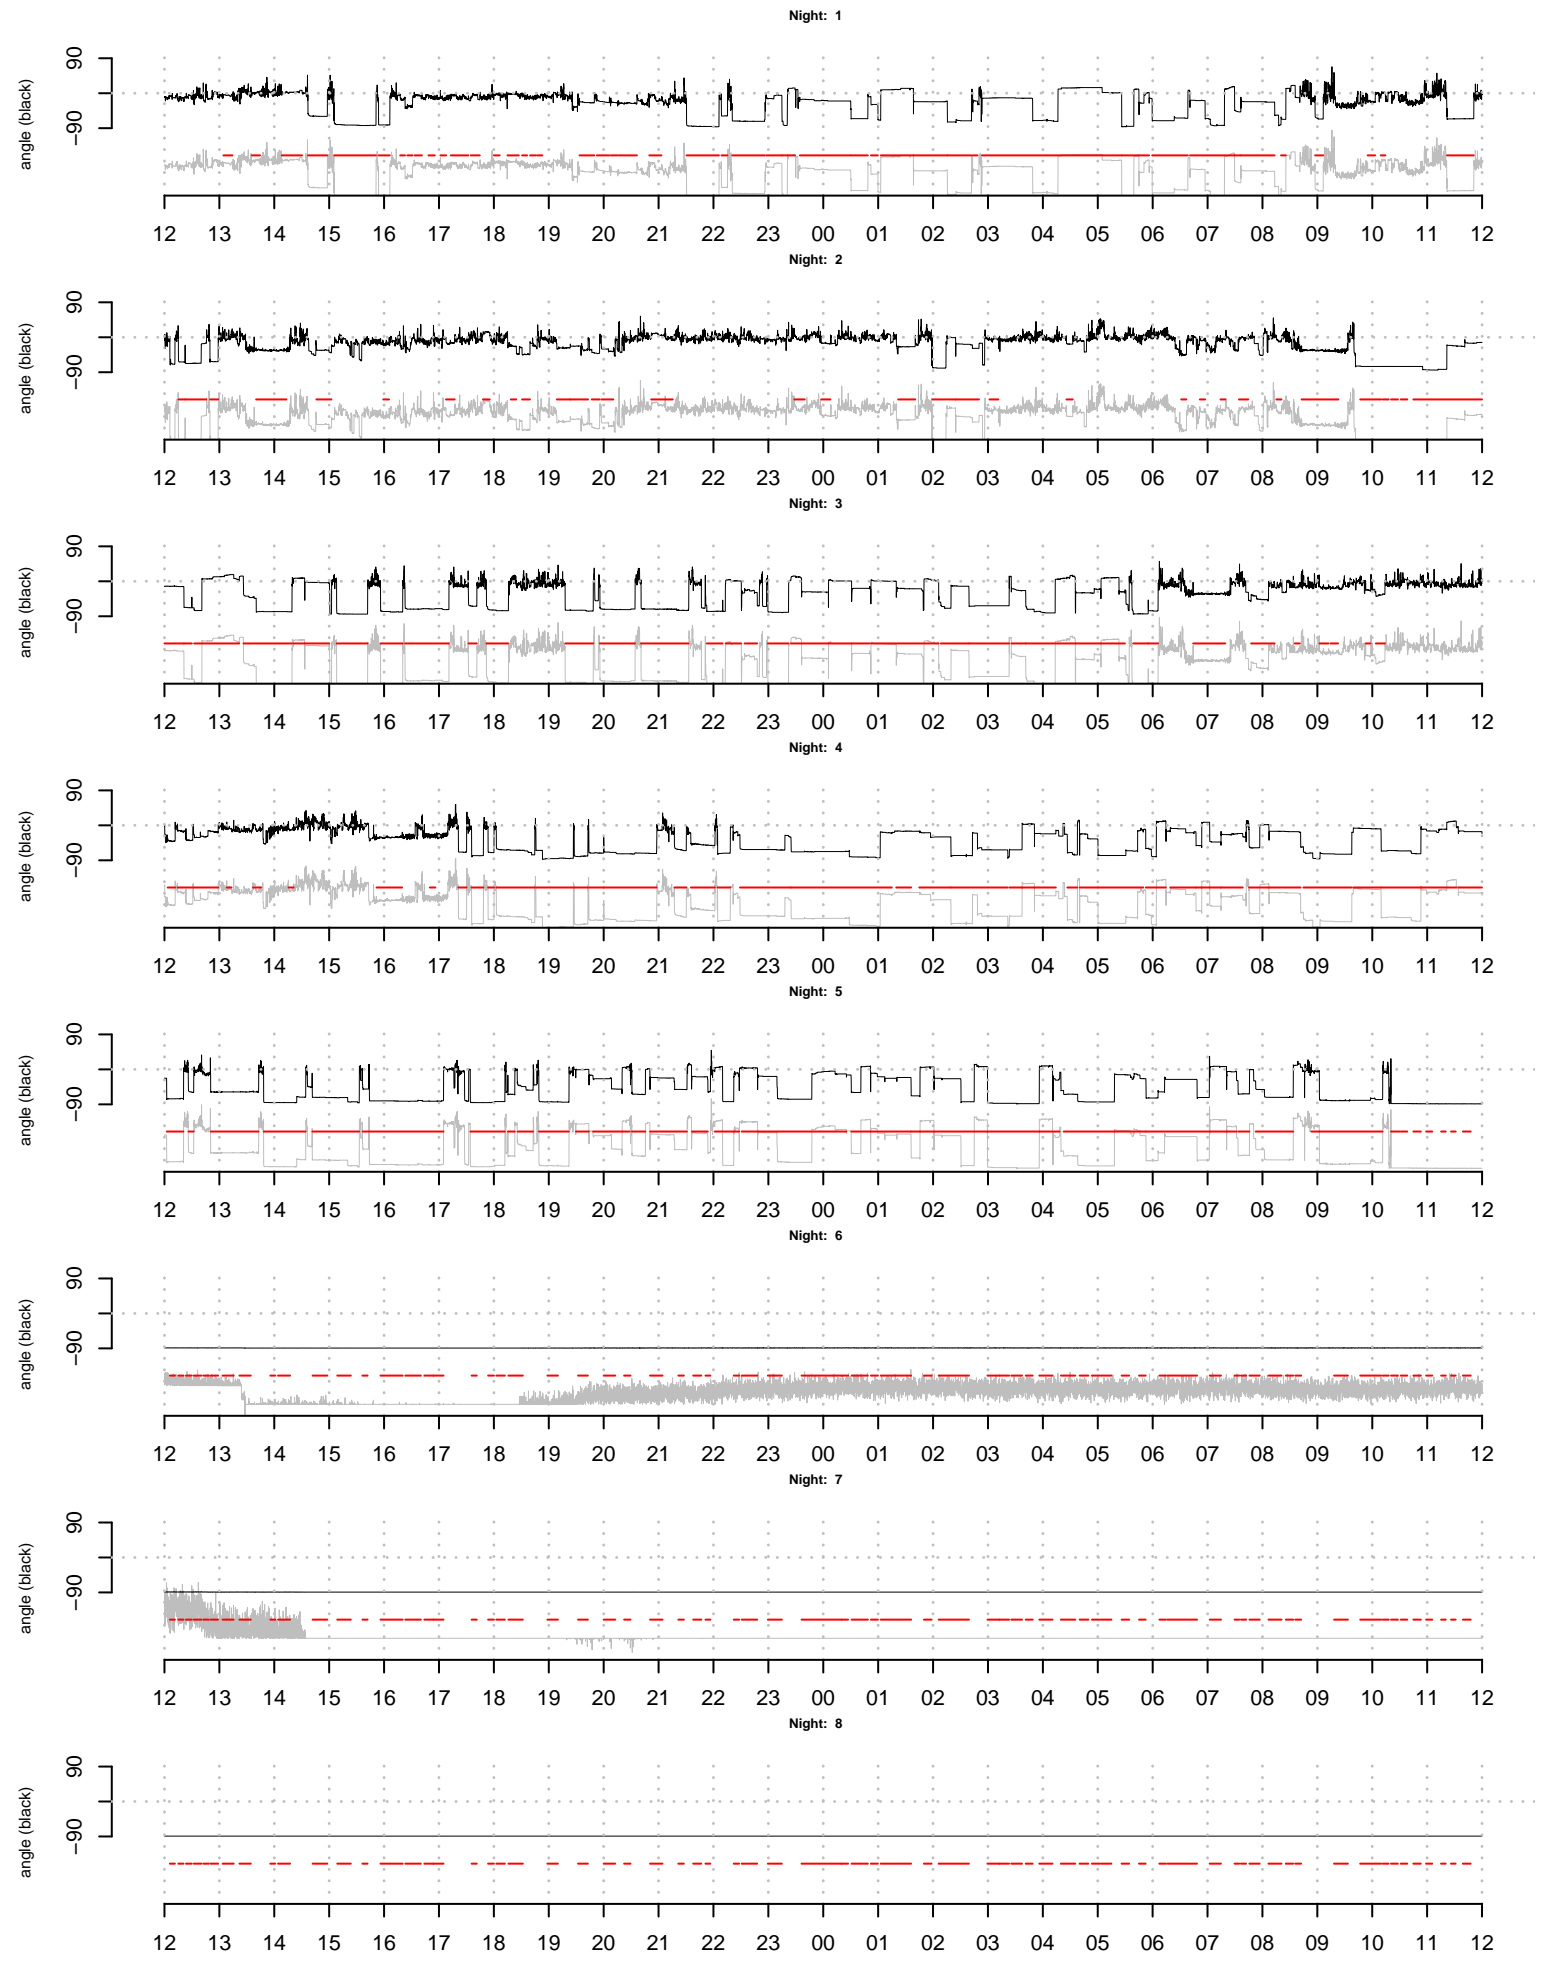 Night: 1
90
-90
angle (black)
12 13 14 15 16 17 18 19 20 21 22 23 00 01 02 03 04 05 06 07 08 09 10 11 12
Night: 2
90
-90
angle (black)
12 13 14 15 16 17 18 19 20 21 22 23 00 01 02 03 04 05 06 07 08 09 10 11 12
Night: 3
90
-90
angle (black)
12 13 14 15 16 17 18 19 20 21 22 23 00 01 02 03 04 05 06 07 08 09 10 11 12
Night: 4
90
-90
angle (black)
12 13 14 15 16 17 18 19 20 21 22 23 00 01 02 03 04 05 06 07 08 09 10 11 12
Night: 5
90
-90
angle (black)
12 13 14 15 16 17 18 19 20 21 22 23 00 01 02 03 04 05 06 07 08 09 10 11 12
Night: 6
90
-90
angle (black)
12 13 14 15 16 17 18 19 20 21 22 23 00 01 02 03 04 05 06 07 08 09 10 11 12
Night: 7
90
-90
angle (black)
12 13 14 15 16 17 18 19 20 21 22 23 00 01 02 03 04 05 06 07 08 09 10 11 12
Night: 8
90
-90
angle (black)
12 13 14 15 16 17 18 19 20 21 22 23 00 01 02 03 04 05 06 07 08 09 10 11 12